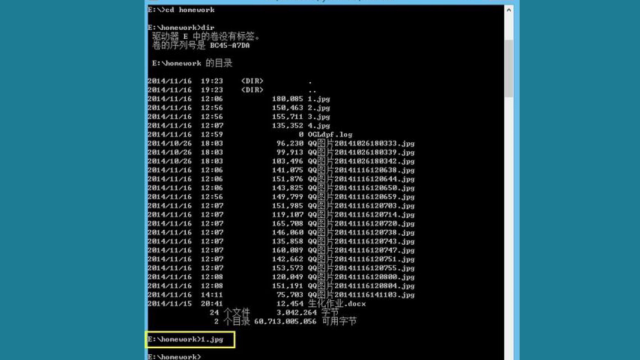 E:\>cd homework
E:\homework>dir
驱动器 E 中的卷没有标签。
卷的序列号是 BC45-A7DA
E:\homework 的目录
2014/11/16 19:23 <DIR> .
2014/11/16 19:23 <DIR> ..
2014/11/16 12:06 180,085 1.jpg
2014/11/16 12:56 150,463 2.jpg
2014/11/16 12:56 155,711 3.jpg
2014/11/16 12:07 135,352 4.jpg
2014/11/16 12:59 0 OGLdpf.log
2014/10/26 18:03 96,230 QQ图片20141026180333.jpg
2014/10/26 18:03 99,913 QQ图片20141026180339.jpg
2014/10/26 18:03 103,496 QQ图片20141026180342.jpg
2014/11/16 12:06 141,075 QQ图片20141116120638.jpg
2014/11/16 12:06 151,876 QQ图片20141116120644.jpg
2014/11/16 12:06 143,825 QQ图片20141116120650.jpg
2014/11/16 12:56 149,799 QQ图片20141116120659.jpg
2014/11/16 12:07 151,985 QQ图片20141116120703.jpg
2014/11/16 12:07 119,107 QQ图片20141116120714.jpg
2014/11/16 12:07 165,708 QQ图片20141116120720.jpg
2014/11/16 12:07 146,060 QQ图片20141116120738.jpg
2014/11/16 12:07 135,858 QQ图片20141116120743.jpg
2014/11/16 12:07 160,089 QQ图片20141116120747.jpg
2014/11/16 12:07 142,662 QQ图片20141116120751.jpg
2014/11/16 12:07 153,573 QQ图片20141116120755.jpg
2014/11/16 12:08 120,049 QQ图片20141116120800.jpg
2014/11/16 12:08 151,191 QQ图片20141116120804.jpg
2014/11/16 14:11 75,703 QQ图片20141116141103.jpg
2014/11/15 20:41 12,454 生化作业.docx
24 个文件 3,042,264 字节
2 个目录 60,713,005,056 可用字节
E:\homework>1.jpg
E:\homework>